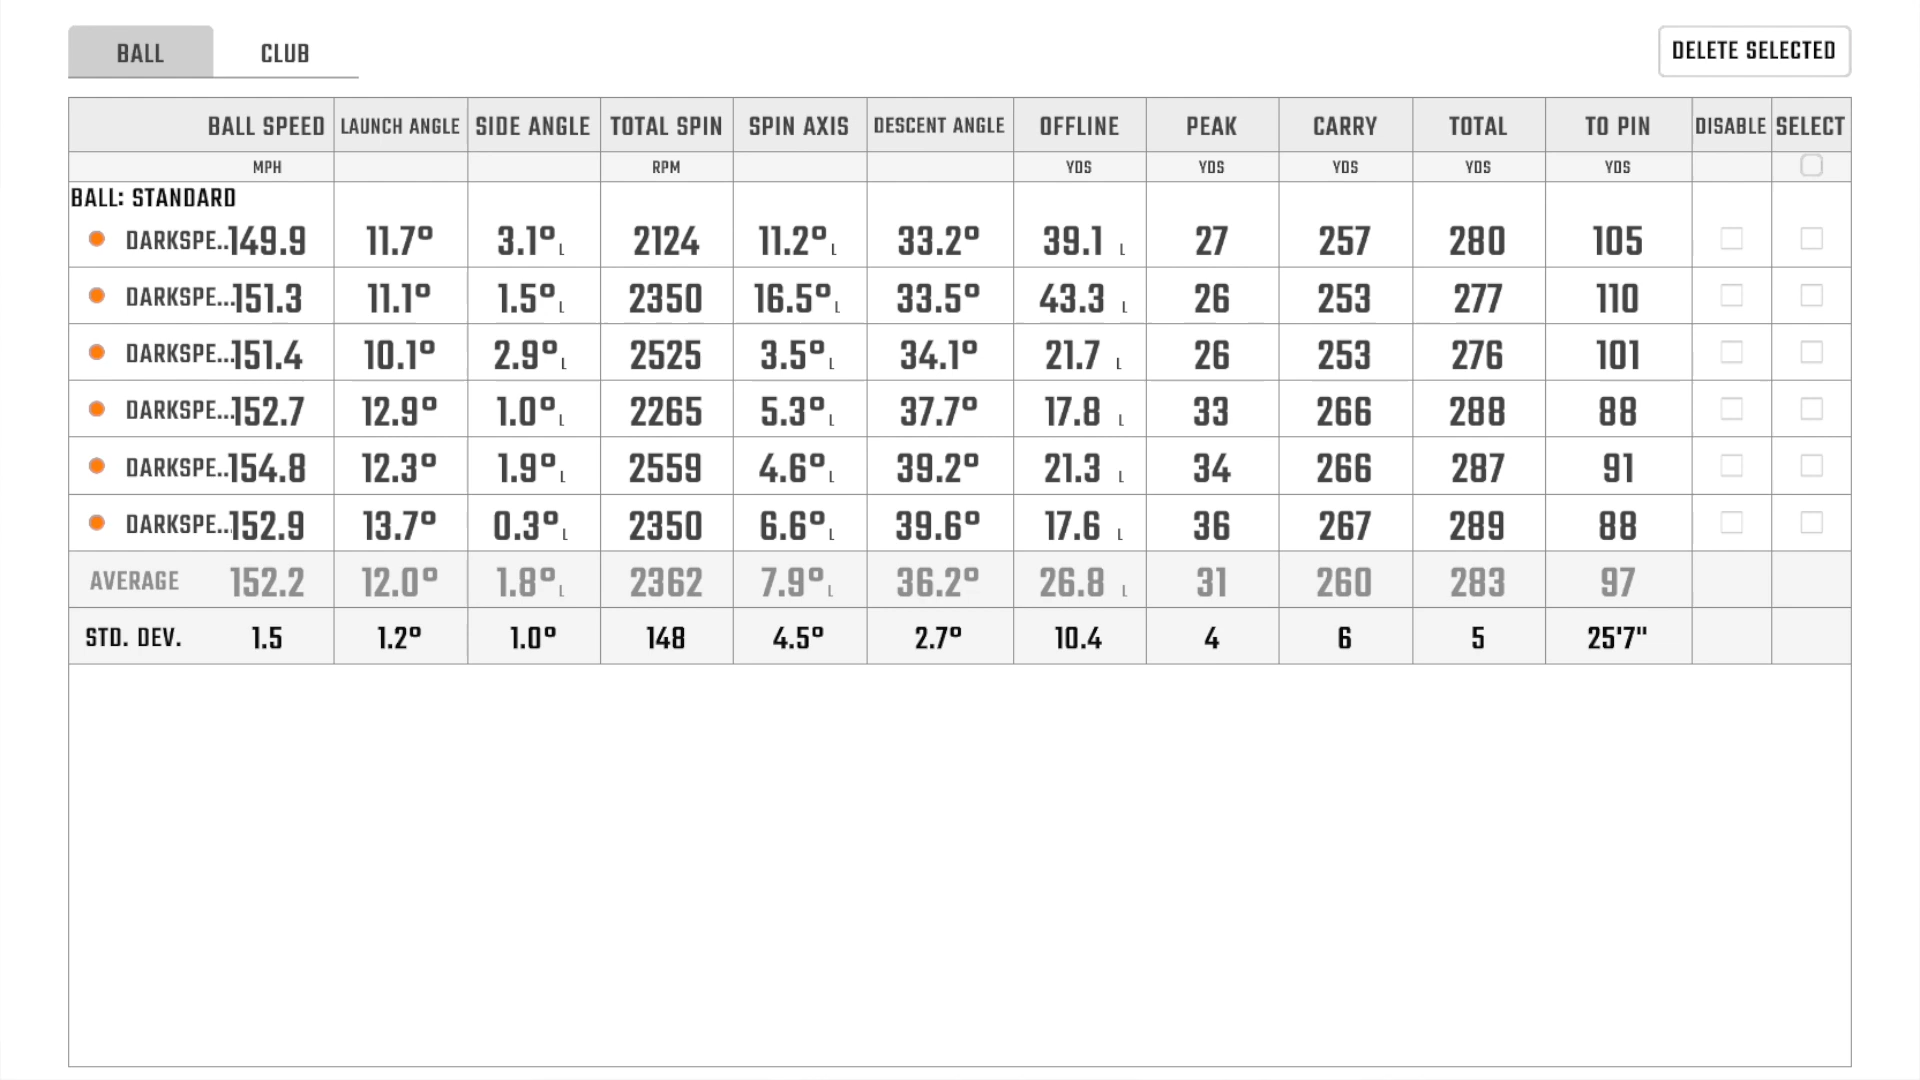 BALL CLUB DELETE SELECTED
BALL SPEED LAUNCH ANGLE SIDE ANGLE TOTAL SPIN SPIN AXIS DESCENT ANGLE OFFLINE PEAK CARRY TOTAL TO PIN DISABLE SELECT
MPH RPM YDS YDS YDS YDS YDS
BALL: STANDARD
DARKSPE..149.9 11.7° 3.1° L 2124 11.2° L 33.2° 39.1 L 27 257 280 105
DARKSPE...151.3 11.1° 1.5° L 2350 16.5° L 33.5° 43.3 L 26 253 277 110
DARKSPE...151.4 10.1° 2.9° L 2525 3.5° L 34.1° 21.7 L 26 253 276 101
DARKSPE...152.7 12.9° 1.0° L 2265 5.3° L 37.7° 17.8 L 33 266 288 88
DARKSPE..154.8 12.3° 1.9° L 2559 4.6° L 39.2° 21.3 L 34 266 287 91
DARKSPE..152.9 13.7° 0.3° L 2350 6.6° L 39.6° 17.6 L 36 267 289 88
AVERAGE 152.2 12.0° 1.8° L 2362 7.9° L 36.2° 26.8 L 31 260 283 97
STD. DEV. 1.5 1.2° 1.0° 148 4.5° 2.7° 10.4 4 6 5 25'7"